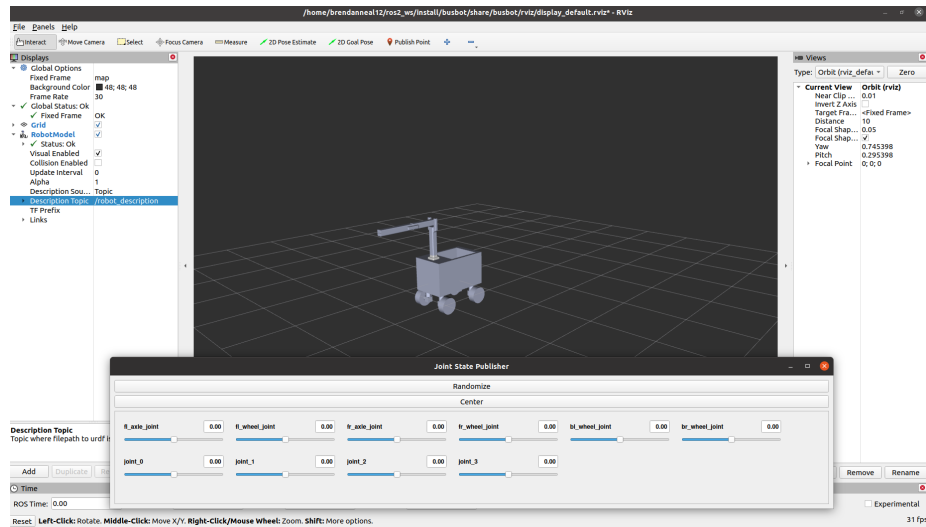 /home/brendanneal12/ros2_ws/install/busbot/share/busbot/rviz/display_default.rviz* - RViz
File Panels Help
Interact Move Camera Select Focus Camera Measure 2D Pose Estimate 2D Goal Pose Publish Point
Displays
Global Options
Fixed Frame map
Background Color 48; 48; 48
Frame Rate 30
Global Status: Ok
Fixed Frame OK
Grid
RobotModel
Status: Ok
Visual Enabled
Collision Enabled
Update Interval 0
Alpha 1
Description Sou... Topic
Description Topic /robot_description
TF Prefix
Links
Description Topic
Topic where filepath to urdf i
Add Duplicate Re
Time
ROS Time: 0.00
Reset Left-Click: Rotate. Middle-Click: Move X/Y. Right-Click/Mouse Wheel: Zoom. Shift: More options.
Views
Type: Orbit (rviz_defau Zero
Current View Orbit (rviz)
Near Clip ... 0.01
Invert Z Axis
Target Fra... <Fixed Frame>
Distance 10
Focal Shap... 0.05
Focal Shap...
Yaw 0.745398
Pitch 0.295398
Focal Point 0; 0; 0
Remove Rename
Experimental
31 fps
Joint State Publisher
Randomize
Center
fl_axle_joint 0.00 fl_wheel_joint 0.00 fr_axle_joint 0.00 fr_wheel_joint 0.00 bl_wheel_joint 0.00 br_wheel_joint 0.00
joint_0 0.00 joint_1 0.00 joint_2 0.00 joint_3 0.00